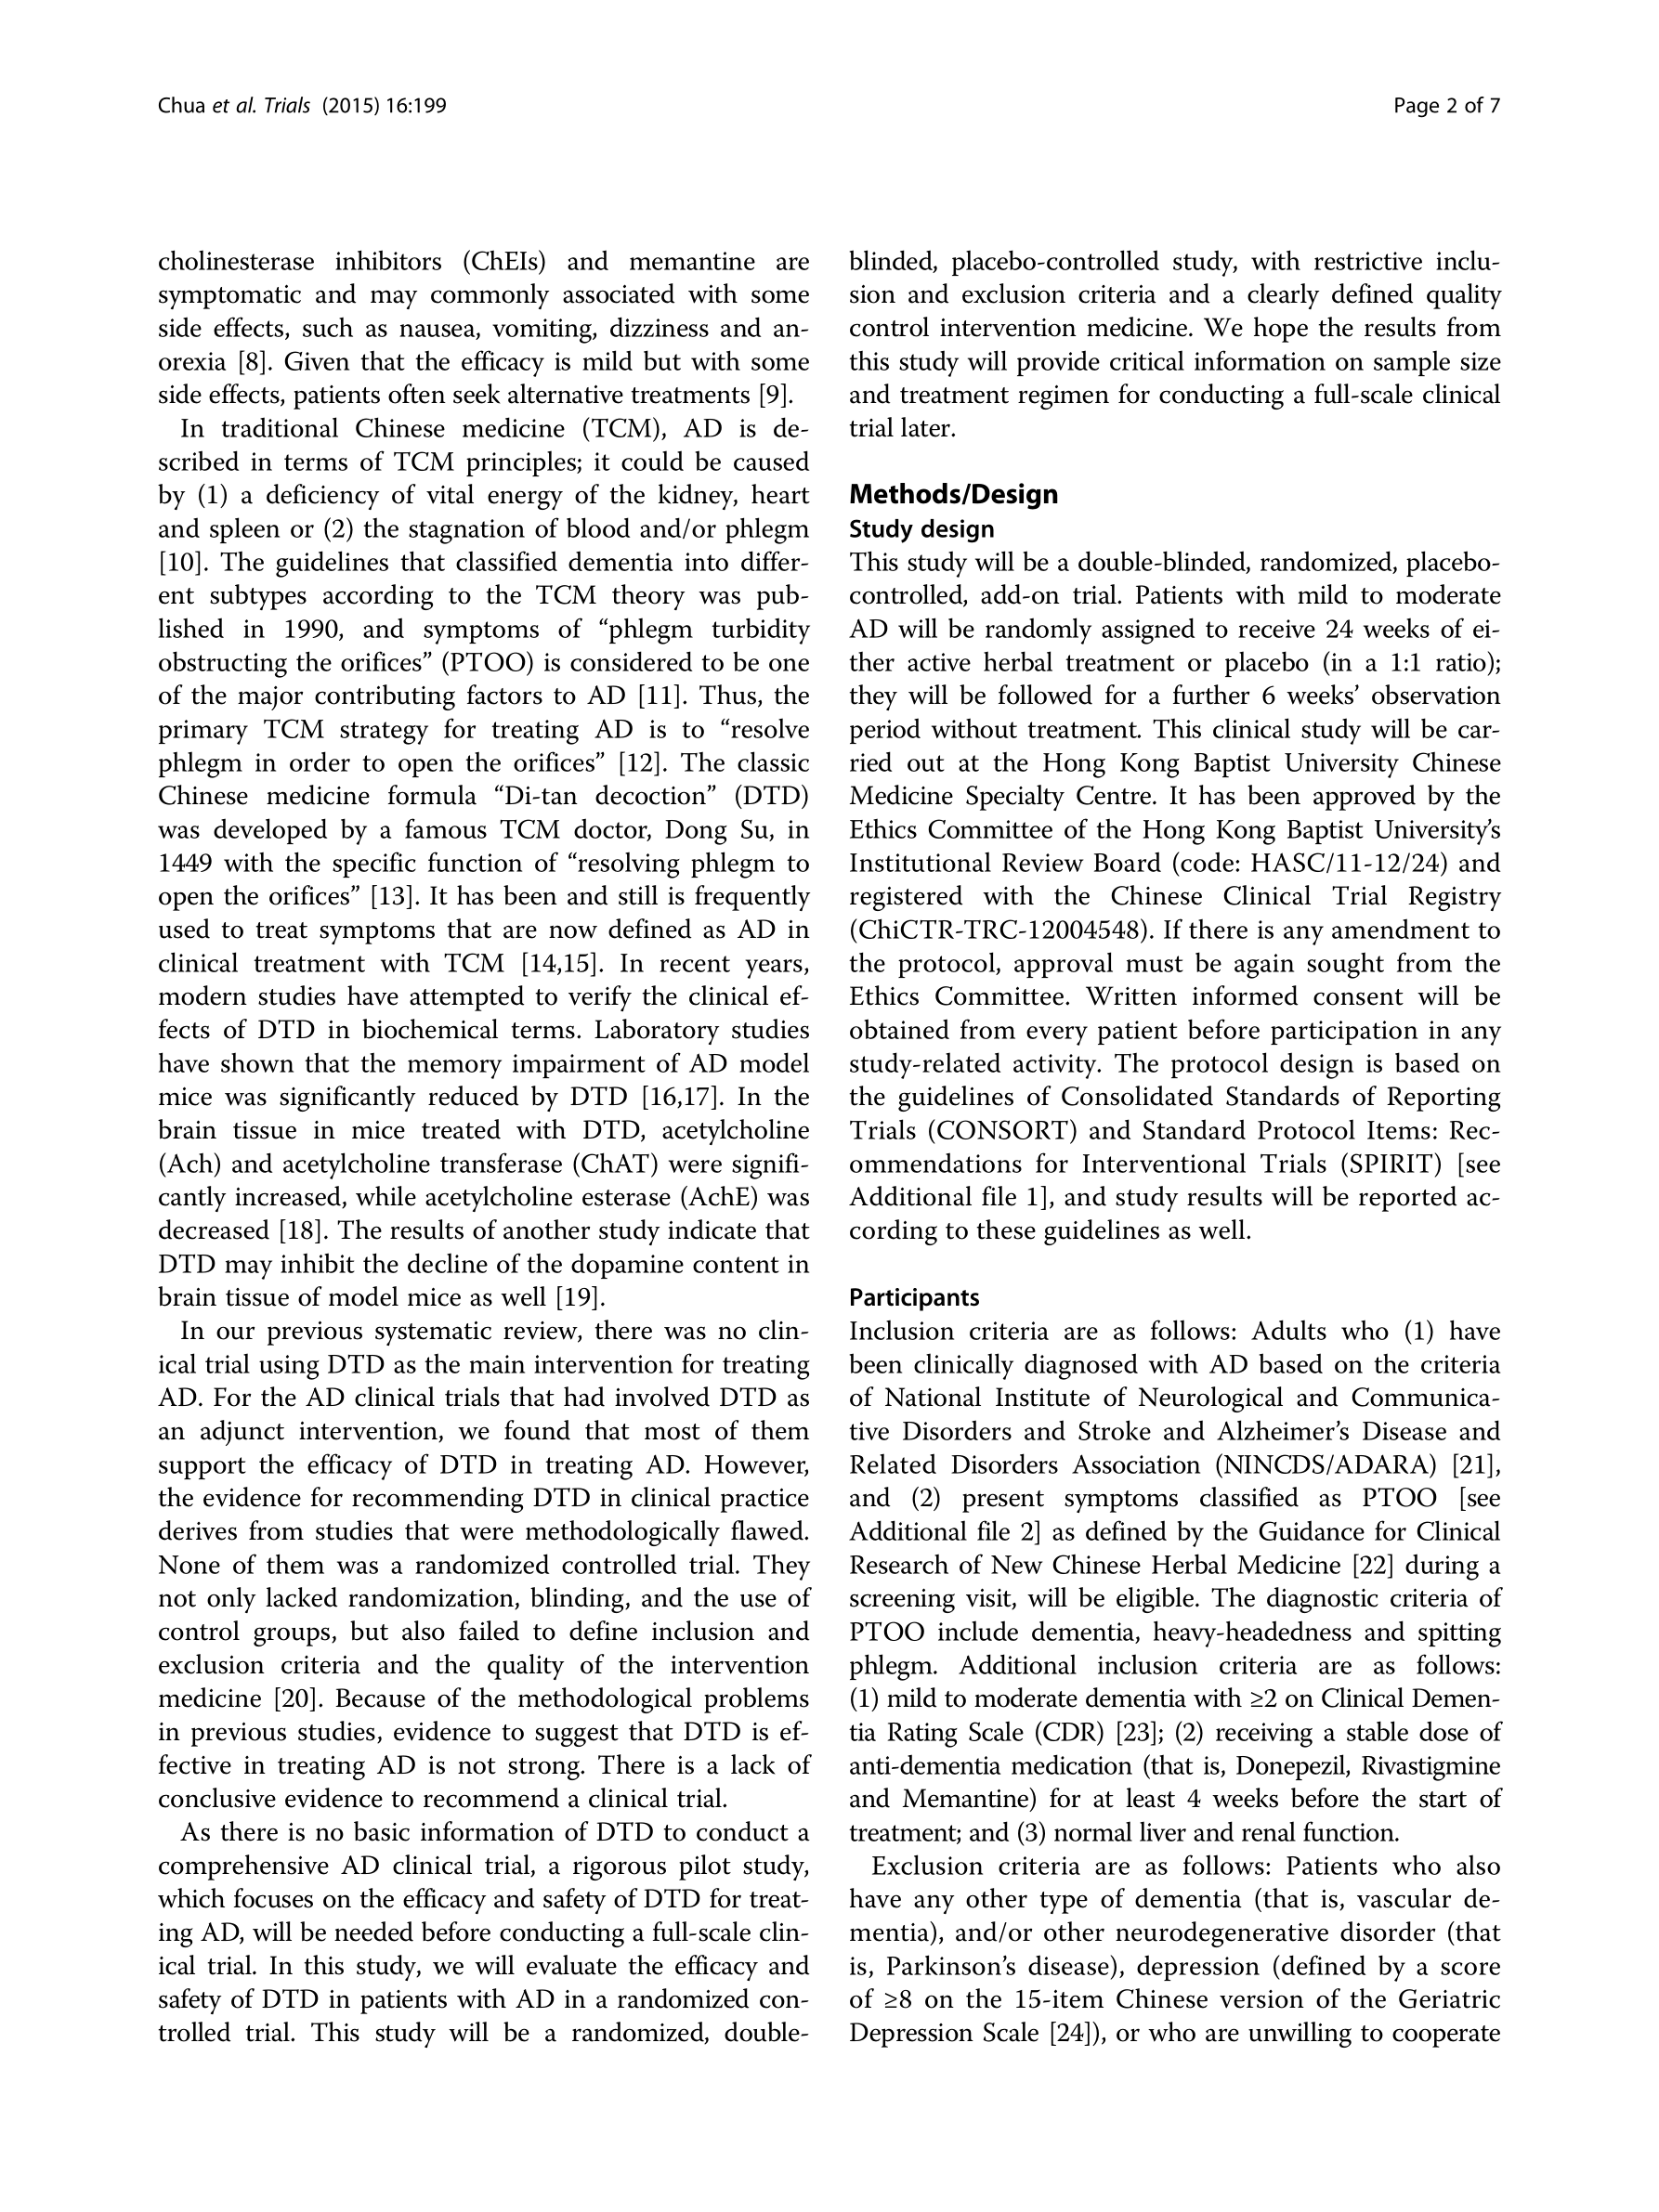 Chua et al. Trials (2015) 16:199
Page 2 of 7
cholinesterase inhibitors (ChEIs) and memantine are
symptomatic and may commonly associated with some
side effects, such as nausea, vomiting, dizziness and an-
orexia [8]. Given that the efficacy is mild but with some
side effects, patients often seek alternative treatments [9].
In traditional Chinese medicine (TCM), AD is de-
scribed in terms of TCM principles; it could be caused
by (1) a deficiency of vital energy of the kidney, heart
and spleen or (2) the stagnation of blood and/or phlegm
[10]. The guidelines that classified dementia into differ-
ent subtypes according to the TCM theory was pub-
lished in 1990, and symptoms of “phlegm turbidity
obstructing the orifices” (PTOO) is considered to be one
of the major contributing factors to AD [11]. Thus, the
primary TCM strategy for treating AD is to “resolve
phlegm in order to open the orifices” [12]. The classic
Chinese medicine formula “Di-tan decoction” (DTD)
was developed by a famous TCM doctor, Dong Su, in
1449 with the specific function of “resolving phlegm to
open the orifices” [13]. It has been and still is frequently
used to treat symptoms that are now defined as AD in
clinical treatment with TCM [14,15]. In recent years,
modern studies have attempted to verify the clinical ef-
fects of DTD in biochemical terms. Laboratory studies
have shown that the memory impairment of AD model
mice was significantly reduced by DTD [16,17]. In the
brain tissue in mice treated with DTD, acetylcholine
(Ach) and acetylcholine transferase (ChAT) were signifi-
cantly increased, while acetylcholine esterase (AchE) was
decreased [18]. The results of another study indicate that
DTD may inhibit the decline of the dopamine content in
brain tissue of model mice as well [19].
In our previous systematic review, there was no clin-
ical trial using DTD as the main intervention for treating
AD. For the AD clinical trials that had involved DTD as
an adjunct intervention, we found that most of them
support the efficacy of DTD in treating AD. However,
the evidence for recommending DTD in clinical practice
derives from studies that were methodologically flawed.
None of them was a randomized controlled trial. They
not only lacked randomization, blinding, and the use of
control groups, but also failed to define inclusion and
exclusion criteria and the quality of the intervention
medicine [20]. Because of the methodological problems
in previous studies, evidence to suggest that DTD is ef-
fective in treating AD is not strong. There is a lack of
conclusive evidence to recommend a clinical trial.
As there is no basic information of DTD to conduct a
comprehensive AD clinical trial, a rigorous pilot study,
which focuses on the efficacy and safety of DTD for treat-
ing AD, will be needed before conducting a full-scale clin-
ical trial. In this study, we will evaluate the efficacy and
safety of DTD in patients with AD in a randomized con-
trolled trial. This study will be a randomized, double-
blinded, placebo-controlled study, with restrictive inclu-
sion and exclusion criteria and a clearly defined quality
control intervention medicine. We hope the results from
this study will provide critical information on sample size
and treatment regimen for conducting a full-scale clinical
trial later.
Methods/Design
Study design
This study will be a double-blinded, randomized, placebo-
controlled, add-on trial. Patients with mild to moderate
AD will be randomly assigned to receive 24 weeks of ei-
ther active herbal treatment or placebo (in a 1:1 ratio);
they will be followed for a further 6 weeks’ observation
period without treatment. This clinical study will be car-
ried out at the Hong Kong Baptist University Chinese
Medicine Specialty Centre. It has been approved by the
Ethics Committee of the Hong Kong Baptist University’s
Institutional Review Board (code: HASC/11-12/24) and
registered with the Chinese Clinical Trial Registry
(ChiCTR-TRC-12004548). If there is any amendment to
the protocol, approval must be again sought from the
Ethics Committee. Written informed consent will be
obtained from every patient before participation in any
study-related activity. The protocol design is based on
the guidelines of Consolidated Standards of Reporting
Trials (CONSORT) and Standard Protocol Items: Rec-
ommendations for Interventional Trials (SPIRIT) [see
Additional file 1], and study results will be reported ac-
cording to these guidelines as well.
Participants
Inclusion criteria are as follows: Adults who (1) have
been clinically diagnosed with AD based on the criteria
of National Institute of Neurological and Communica-
tive Disorders and Stroke and Alzheimer’s Disease and
Related Disorders Association (NINCDS/ADARA) [21],
and (2) present symptoms classified as PTOO [see
Additional file 2] as defined by the Guidance for Clinical
Research of New Chinese Herbal Medicine [22] during a
screening visit, will be eligible. The diagnostic criteria of
PTOO include dementia, heavy-headedness and spitting
phlegm. Additional inclusion criteria are as follows:
(1) mild to moderate dementia with ≥2 on Clinical Demen-
tia Rating Scale (CDR) [23]; (2) receiving a stable dose of
anti-dementia medication (that is, Donepezil, Rivastigmine
and Memantine) for at least 4 weeks before the start of
treatment; and (3) normal liver and renal function.
Exclusion criteria are as follows: Patients who also
have any other type of dementia (that is, vascular de-
mentia), and/or other neurodegenerative disorder (that
is, Parkinson’s disease), depression (defined by a score
of ≥8 on the 15-item Chinese version of the Geriatric
Depression Scale [24]), or who are unwilling to cooperate